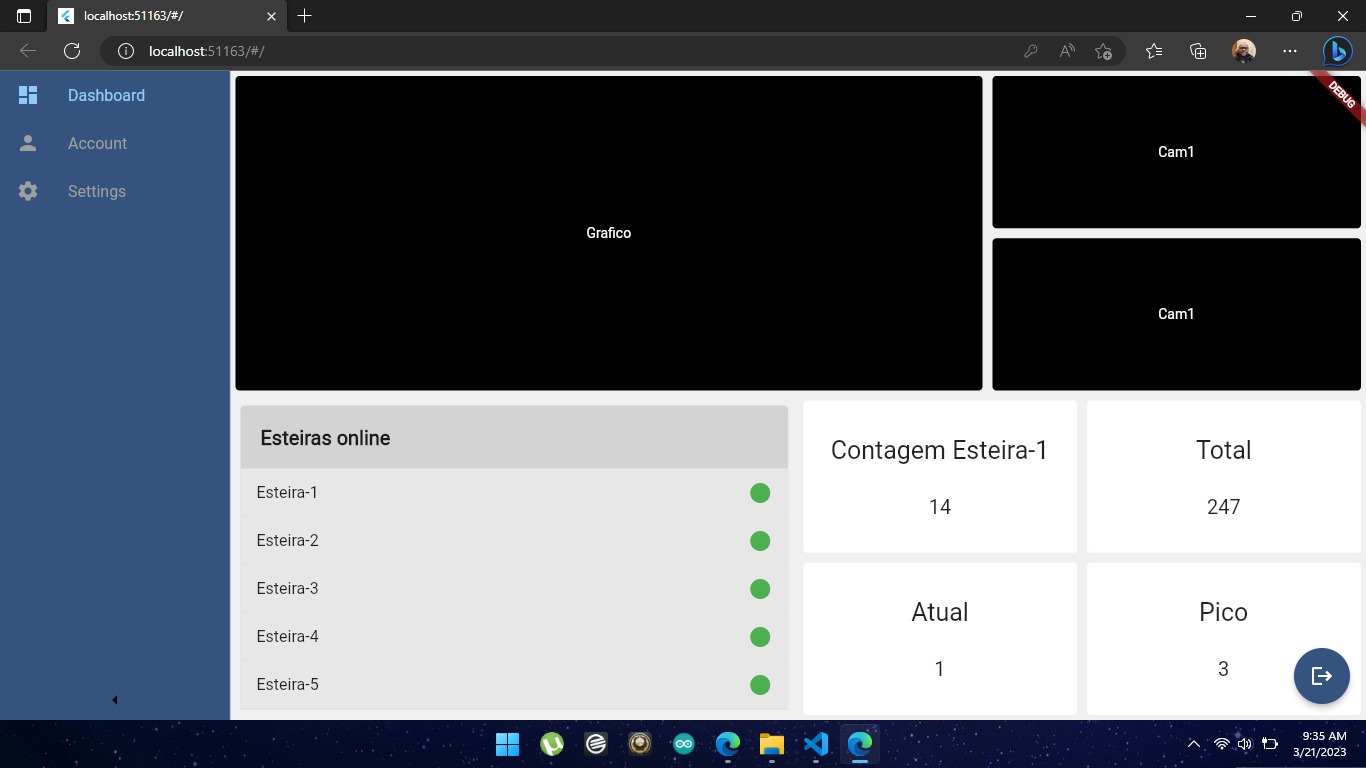 localhost:51163/#/
localhost:51163/#/
Dashboard
Account
Settings
Grafico
Cam1
DEBUG
Cam1
Esteiras online
Esteira-1
Esteira-2
Esteira-3
Esteira-4
Esteira-5
Contagem Esteira-1
14
Total
247
Atual
1
Pico
3
9:35 AM
3/21/2023